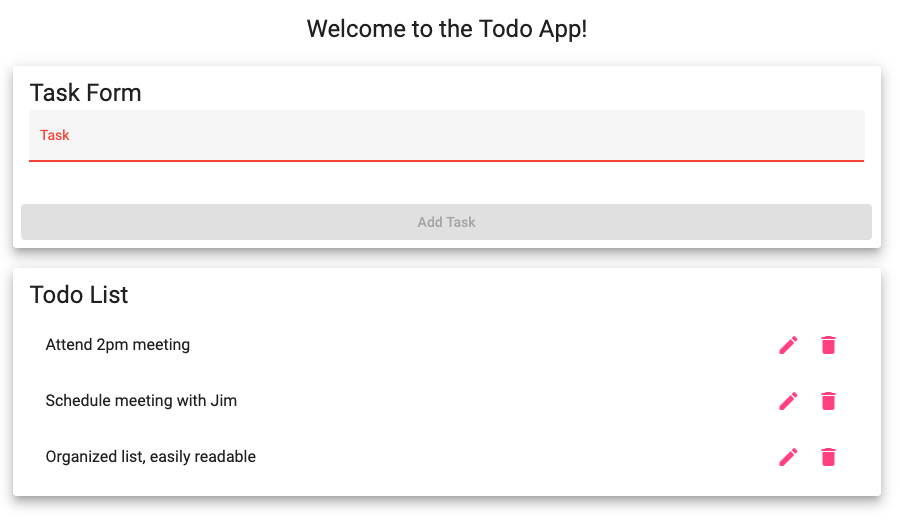 Welcome to the Todo App!
Task Form
Task
Add Task
Todo List
Attend 2pm meeting
Schedule meeting with Jim
Organized list, easily readable